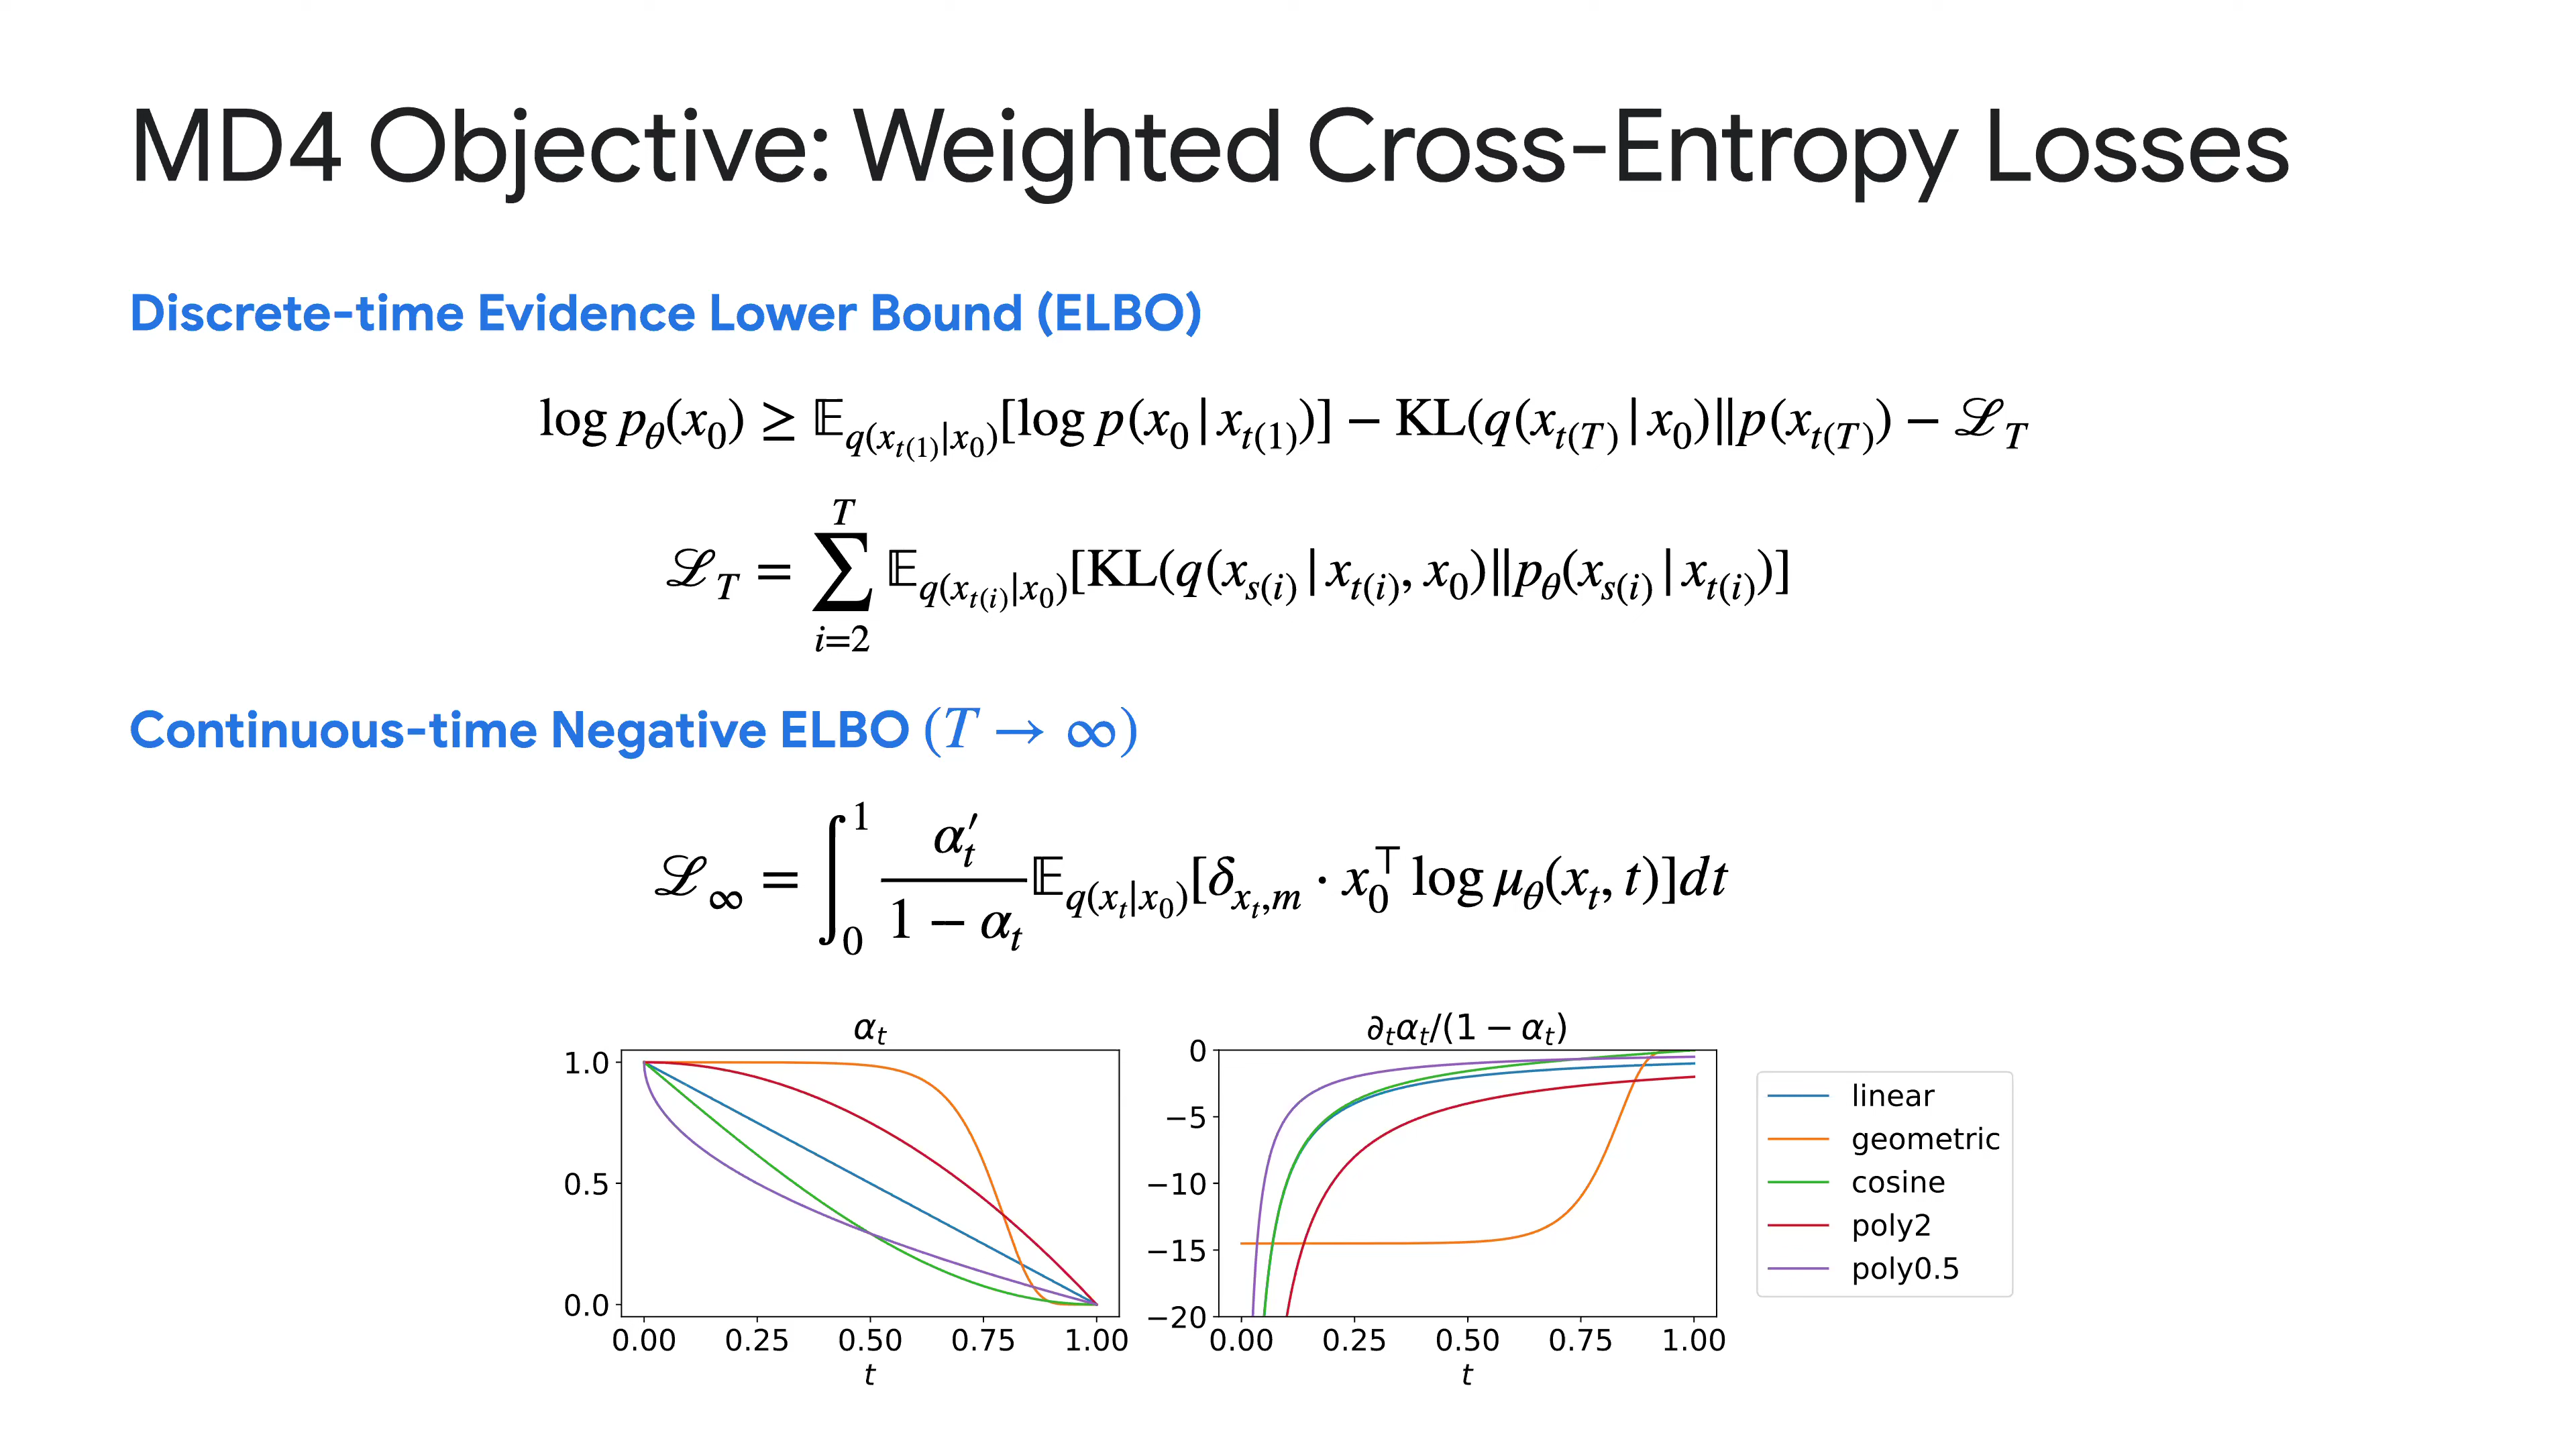 MD4 Objective: Weighted Cross-Entropy Losses
Discrete-time Evidence Lower Bound (ELBO)
log p_θ(x_0) ≥ 𝔼_{q(x_{t(1)}|x_0)}[log p(x_0 | x_{t(1)})] − KL(q(x_{t(T)} | x_0)‖p(x_{t(T)}) − ℒ_T
ℒ_T = ∑_{i=2}^{T} 𝔼_{q(x_{t(i)}|x_0)}[KL(q(x_{s(i)} | x_{t(i)}, x_0)‖p_θ(x_{s(i)} | x_{t(i)})]
Continuous-time Negative ELBO (T → ∞)
ℒ_∞ = ∫_0^1 α′_t / (1 − α_t) 𝔼_{q(x_t|x_0)}[δ_{x_t,m} · x_0^⊤ log μ_θ(x_t, t)]dt
α_t
1.0
0.5
0.0
0.00 0.25 0.50 0.75 1.00
t
∂_tα_t/(1 − α_t)
0
−5
−10
−15
−20
0.00 0.25 0.50 0.75 1.00
t
linear
geometric
cosine
poly2
poly0.5